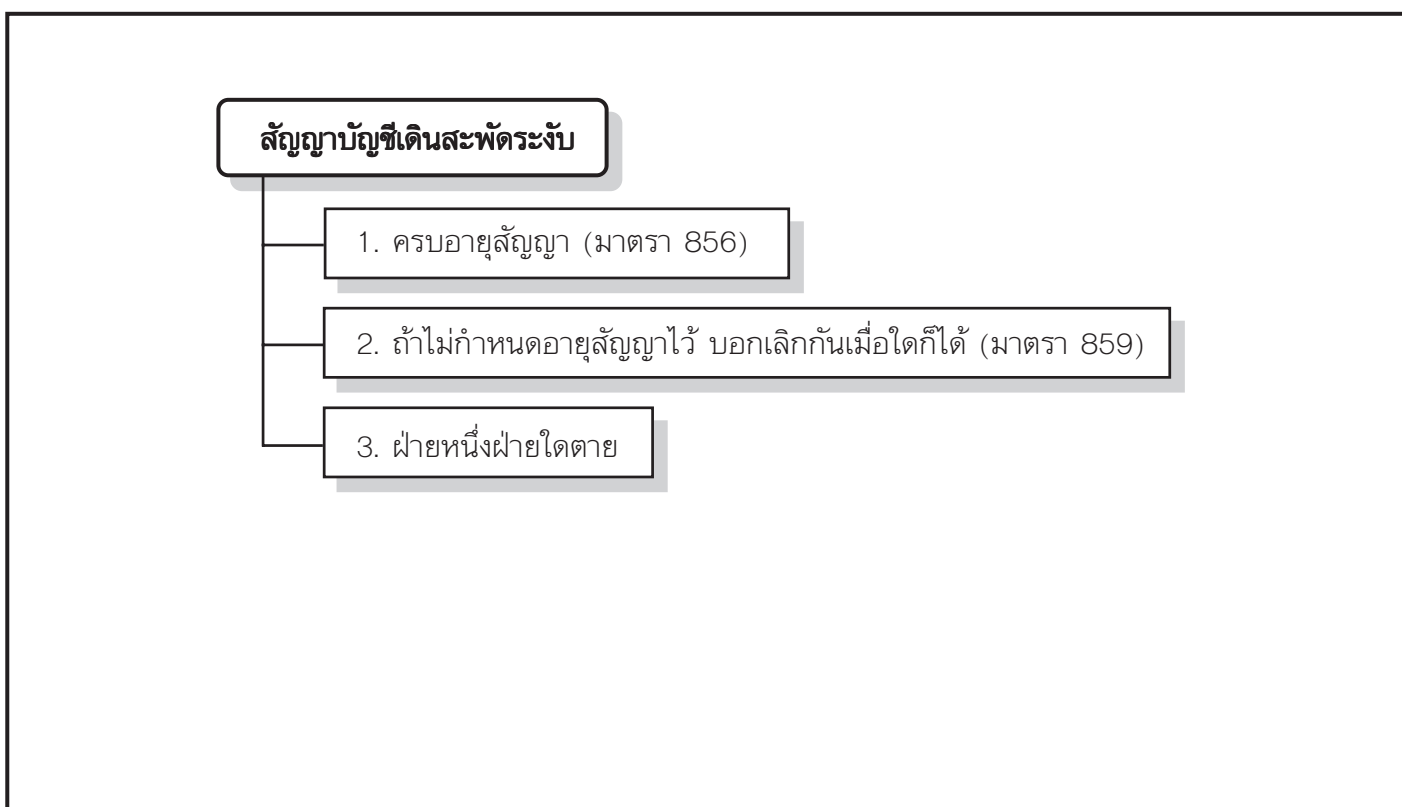 สัญญาบัญชีเดินสะพัดระงับ
1. ครบอายุสัญญา (มาตรา 856)
2. ถ้าไม่กำหนดอายุสัญญาไว้ บอกเลิกกันเมื่อใดก็ได้ (มาตรา 859)
3. ฝ่ายหนึ่งฝ่ายใดตาย